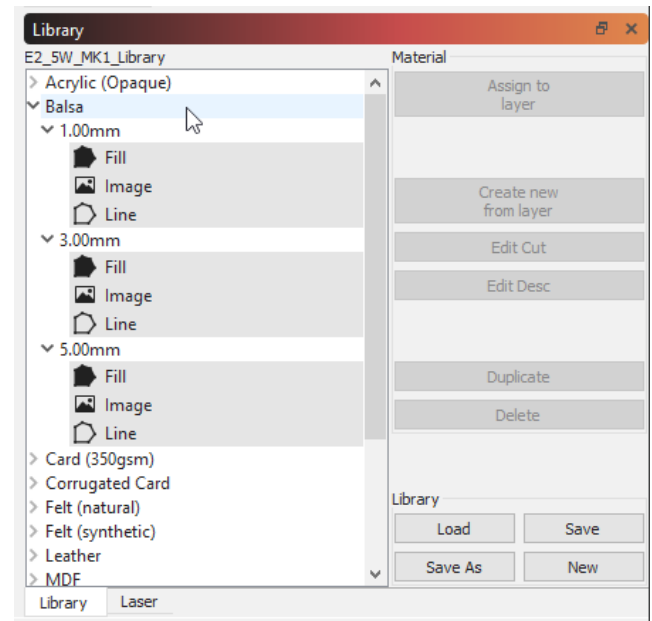 Library
E2_5W_MK1_Library
Acrylic (Opaque)
Balsa
1.00mm
Fill
Image
Line
3.00mm
Fill
Image
Line
5.00mm
Fill
Image
Line
Card (350gsm)
Corrugated Card
Felt (natural)
Felt (synthetic)
Leather
MDF
Material
Assign to
layer
Create new
from layer
Edit Cut
Edit Desc
Duplicate
Delete
Library
Load Save
Save As New
Library Laser